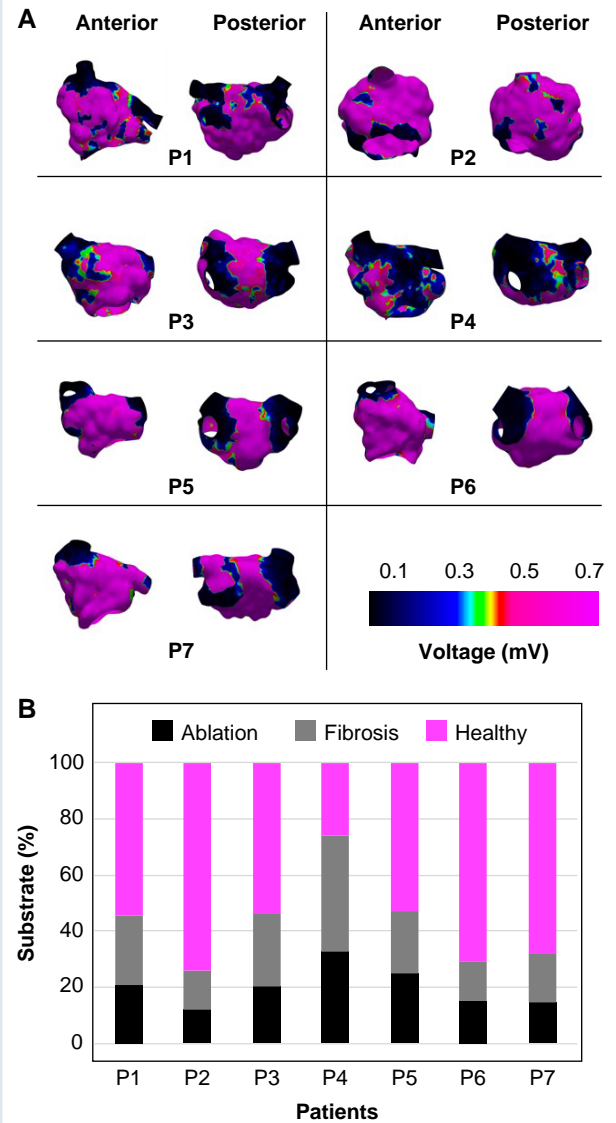 A
Anterior Posterior Anterior Posterior
P1 P2
P3 P4
P5 P6
P7
0.1 0.3 0.5 0.7
Voltage (mV)
B
Ablation Fibrosis Healthy
100
80
60
40
20
0
Substrate (%)
P1 P2 P3 P4 P5 P6 P7
Patients